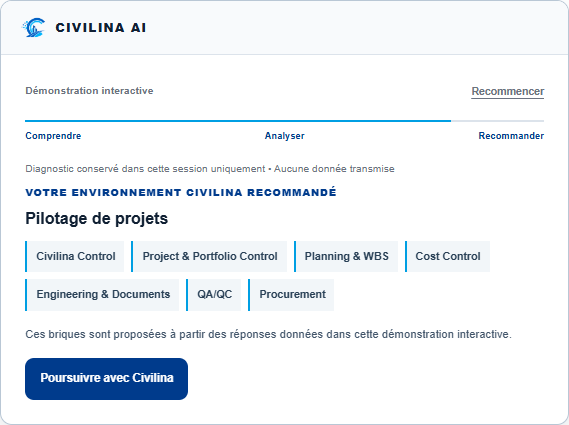 CIVILINA AI
Démonstration interactive
Recommencer
Comprendre
Analyser
Recommander
Diagnostic conservé dans cette session uniquement • Aucune donnée transmise
VOTRE ENVIRONNEMENT CIVILINA RECOMMANDÉ
Pilotage de projets
Civilina Control
Project & Portfolio Control
Planning & WBS
Cost Control
Engineering & Documents
QA/QC
Procurement
Ces briques sont proposées à partir des réponses données dans cette démonstration interactive.
Poursuivre avec Civilina